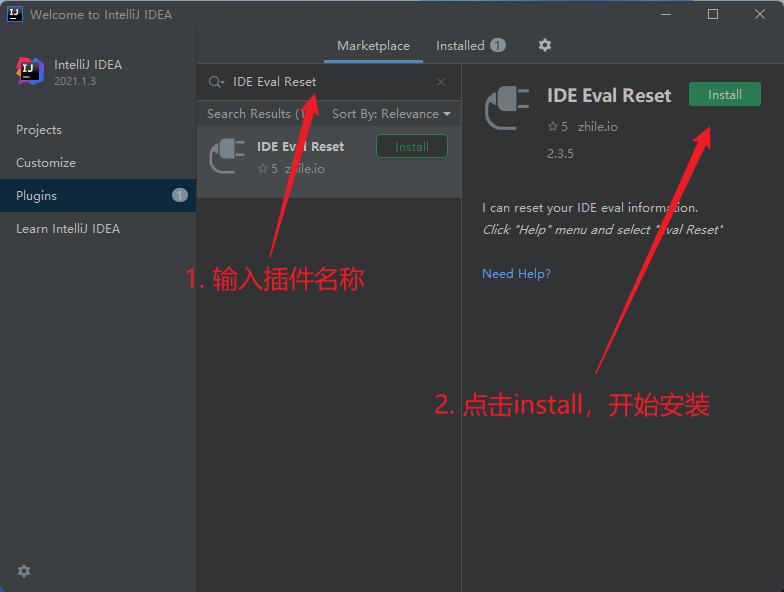 Welcome to IntelliJ IDEA
IntelliJ IDEA
2021.1.3
Projects
Customize
Plugins 1
Learn IntelliJ IDEA
Marketplace Installed 1
IDE Eval Reset
Search Results (1 Sort By: Relevance
IDE Eval Reset Install
5 zhile.io
IDE Eval Reset Install
5 zhile.io
2.3.5
I can reset your IDE eval information.
Click "Help" menu and select "Eval Reset"
Need Help?
1. 输入插件名称
2. 点击install，开始安装